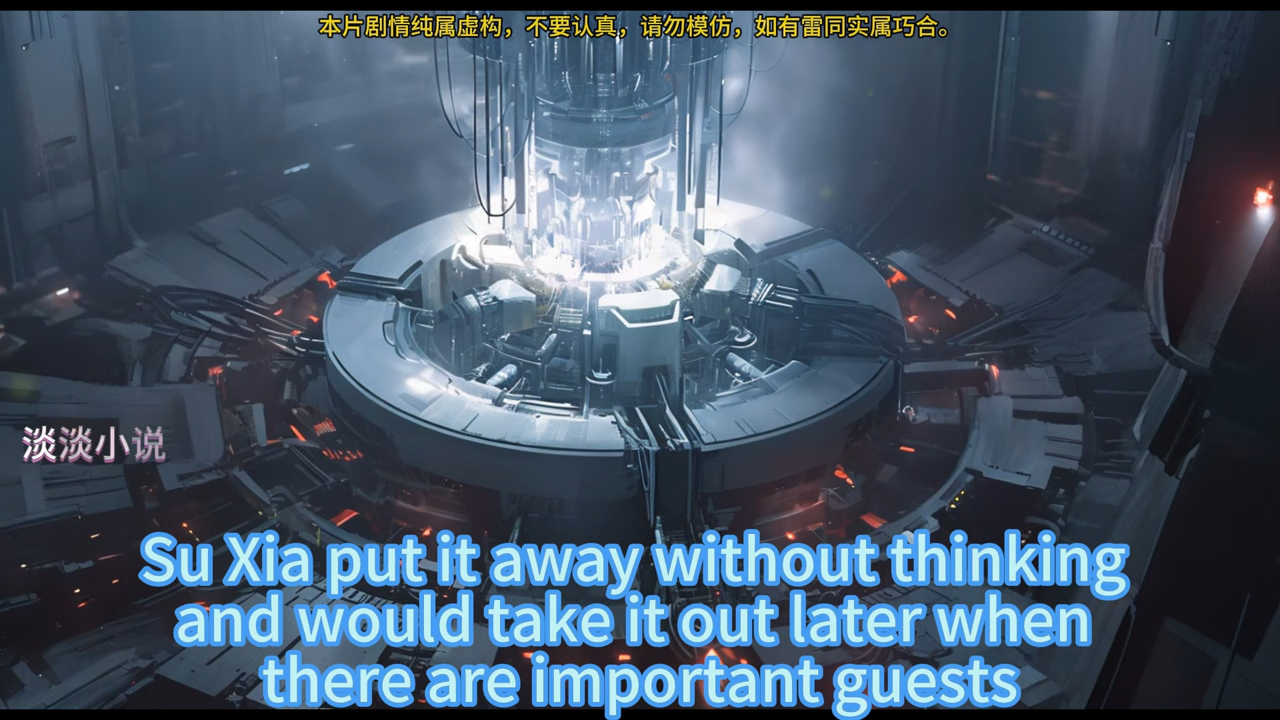 本片剧情纯属虚构，不要认真，请勿模仿，如有雷同实属巧合。
淡淡小说
Su Xia put it away without thinking
and would take it out later when
there are important guests